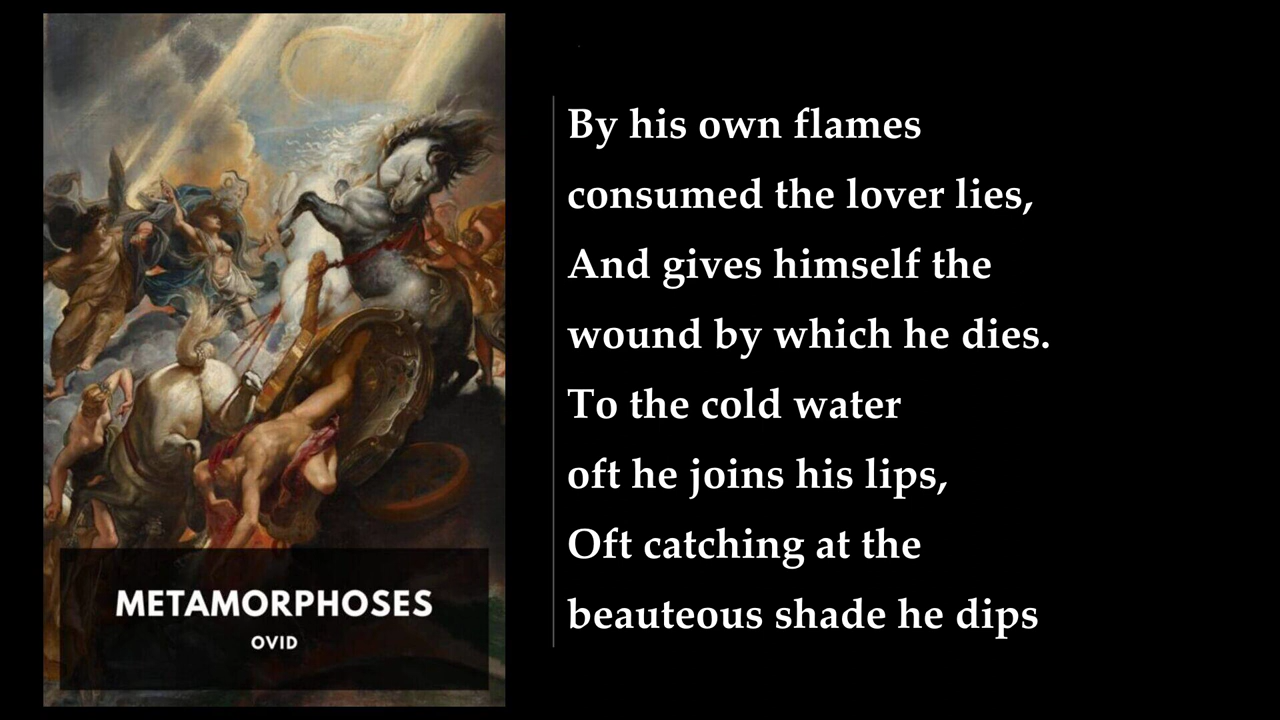 METAMORPHOSES
OVID
By his own flames
consumed the lover lies,
And gives himself the
wound by which he dies.
To the cold water
oft he joins his lips,
Oft catching at the
beauteous shade he dips